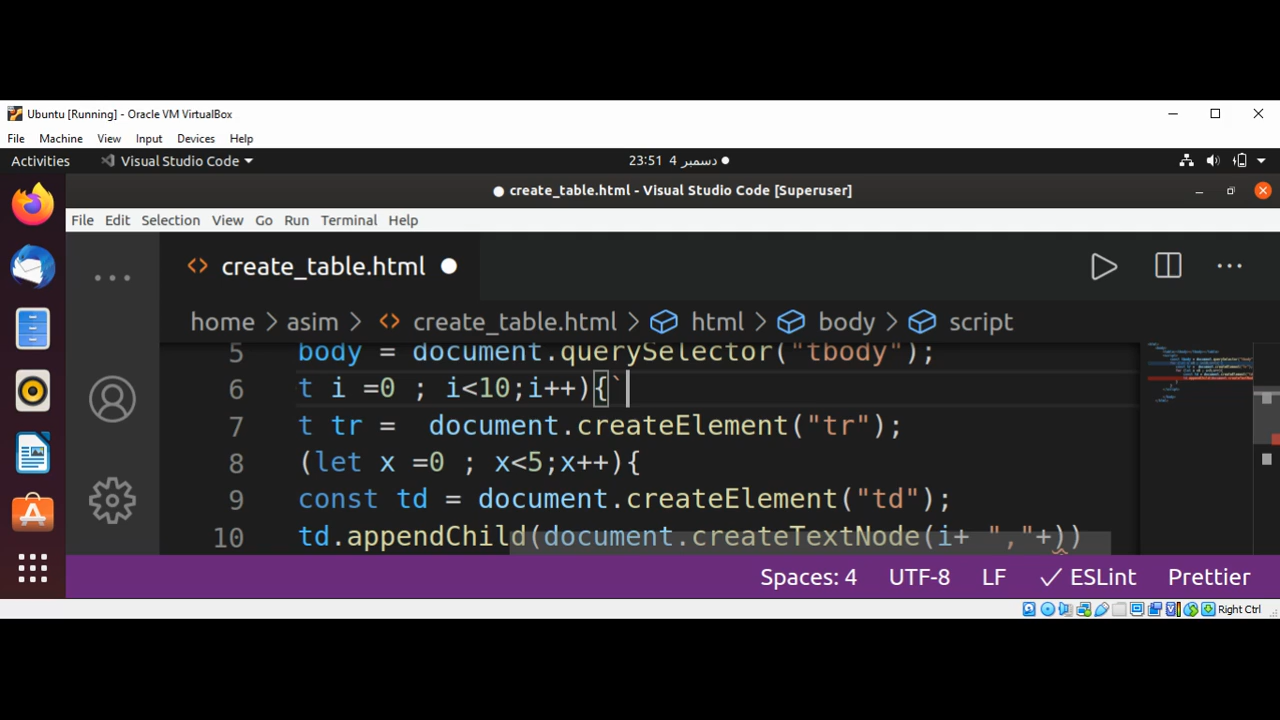 Ubuntu [Running] - Oracle VM VirtualBox
File Machine View Input Devices Help
Activities Visual Studio Code 23:51 4 دسمبر
create_table.html - Visual Studio Code [Superuser]
File Edit Selection View Go Run Terminal Help
create_table.html
home > asim > create_table.html > html > body > script
5 body = document.querySelector("tbody");
6 t i =0 ; i<10;i++){`
7 t tr =  document.createElement("tr");
8 (let x =0 ; x<5;x++){
9 const td = document.createElement("td");
10 td.appendChild(document.createTextNode(i+ ","+))
Spaces: 4 UTF-8 LF ESLint Prettier
Right Ctrl